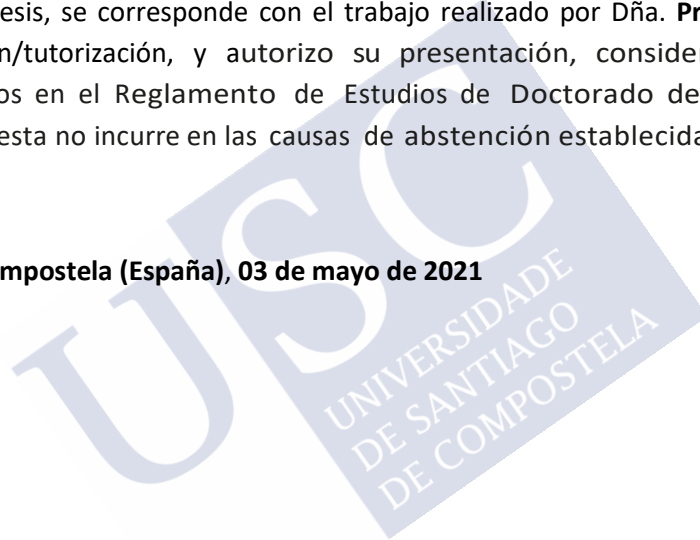 esis, se corresponde con el trabajo realizado por Dña. Pr
n/tutorización, y autorizo su presentación, conside
os en el Reglamento de Estudios de Doctorado de
esta no incurre en las causas de abstención establecida
ompostela (España), 03 de mayo de 2021
USC
UNIVERSIDADE
DE SANTIAGO
DE COMPOSTELA